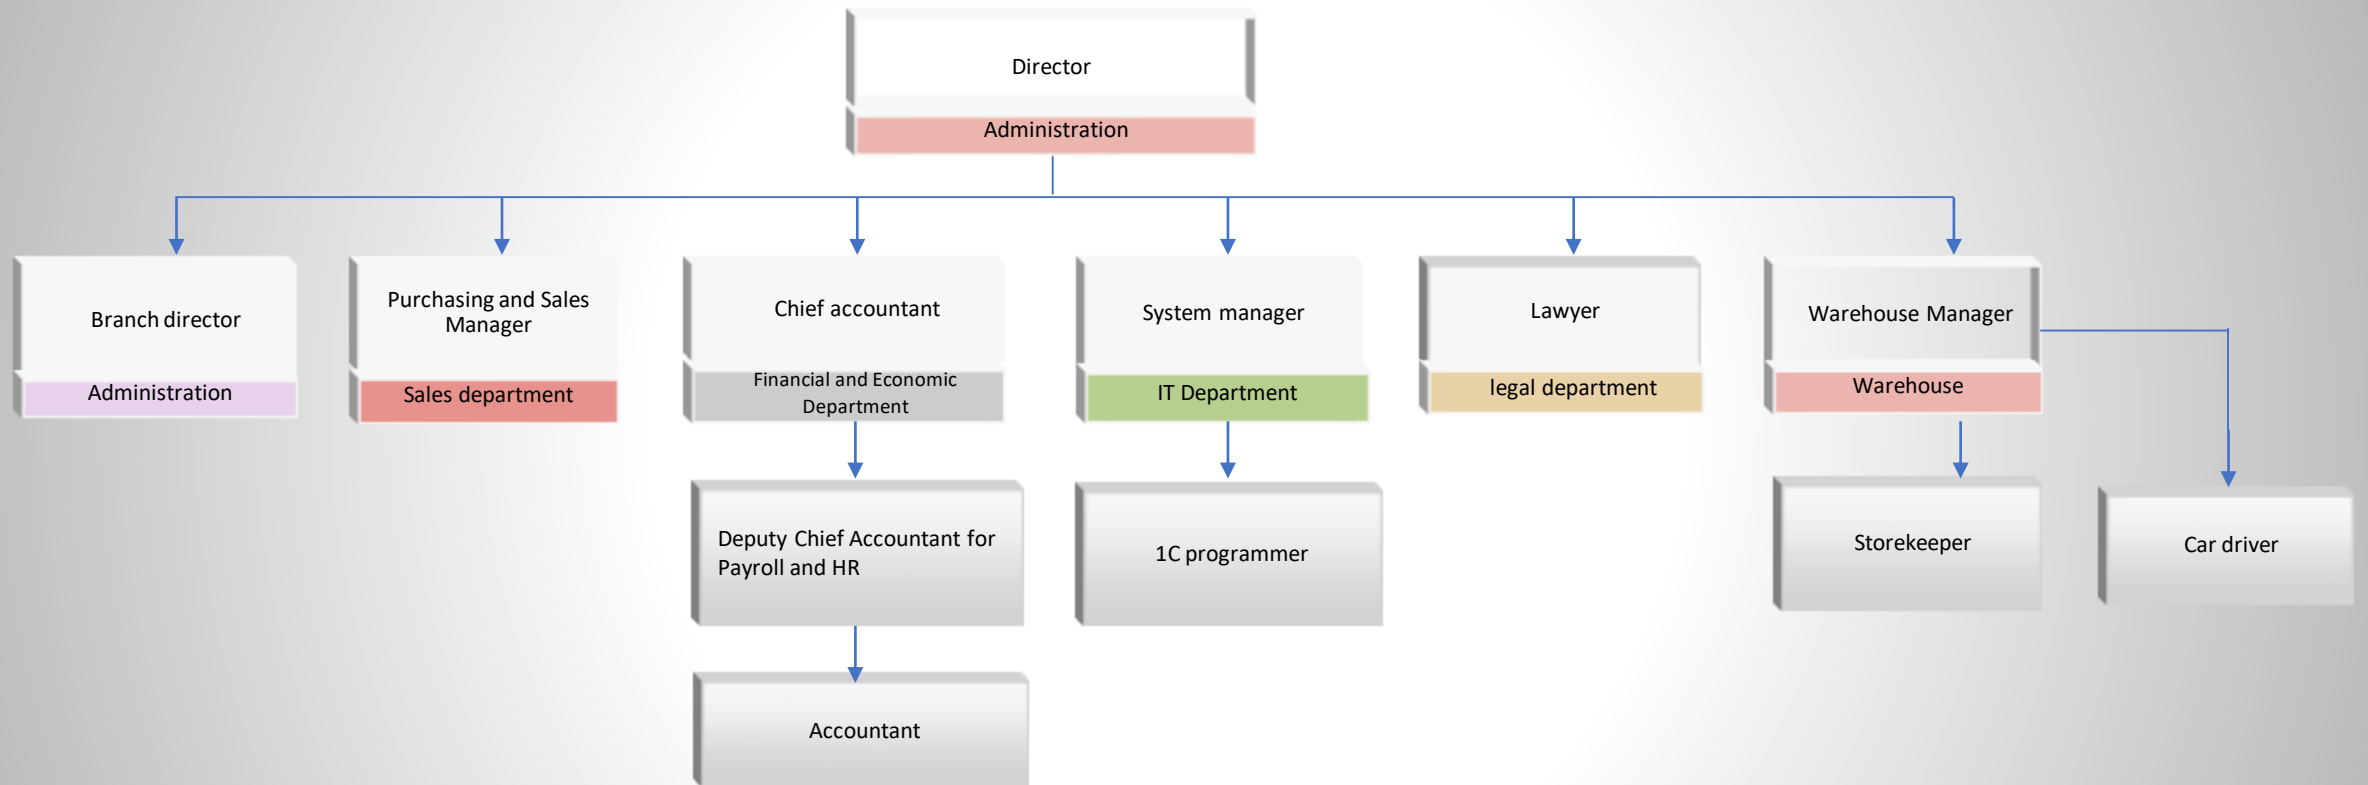 Director
Administration
Branch director
Administration
Purchasing and Sales
Manager
Sales department
Chief accountant
Financial and Economic
Department
System manager
IT Department
Lawyer
legal department
Warehouse Manager
Warehouse
Deputy Chief Accountant for
Payroll and HR
1C programmer
Storekeeper
Car driver
Accountant